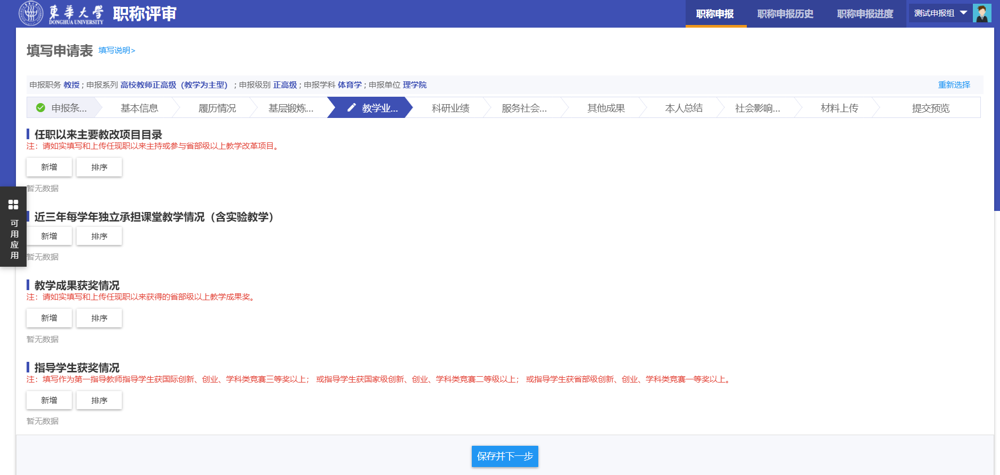 東華大學
DONGHUA UNIVERSITY
职称评审
职称申报
职称申报历史
职称申报进度
测试申报组
填写申请表 填写说明>
申报职务 教授 ; 申报系列 高校教师正高级（教学为主型） ; 申报级别 正高级 ; 申报学科 体育学 ; 申报单位 理学院
重新选择
申报条...
基本信息
履历情况
基层锻炼...
教学业...
科研业绩
服务社会...
其他成果
本人总结
社会影响...
材料上传
提交预览
任职以来主要教改项目目录
注：请如实填写和上传任现职以来主持或参与省部级以上教学改革项目。
新增 排序
暂无数据
可用应用
近三年每学年独立承担课堂教学情况（含实验教学）
新增 排序
暂无数据
教学成果获奖情况
注：请如实填写和上传任现职以来获得的省部级以上教学成果奖。
新增 排序
暂无数据
指导学生获奖情况
注：填写作为第一指导教师指导学生获国际创新、创业、学科类竞赛三等奖以上； 或指导学生获国家级创新、创业、学科类竞赛二等级以上； 或指导学生获省部级创新、创业、学科类竞赛一等奖以上。
新增 排序
暂无数据
保存并下一步